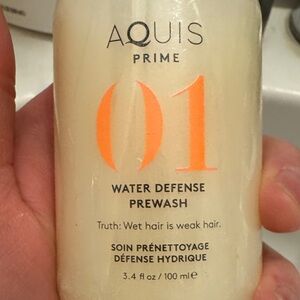 AQUIS
PRIME
01
WATER DEFENSE
PREWASH
Truth: Wet hair is weak hair.
SOIN PRÉNETTOYAGE
DÉFENSE HYDRIQUE
3.4 fl oz / 100 ml ℮